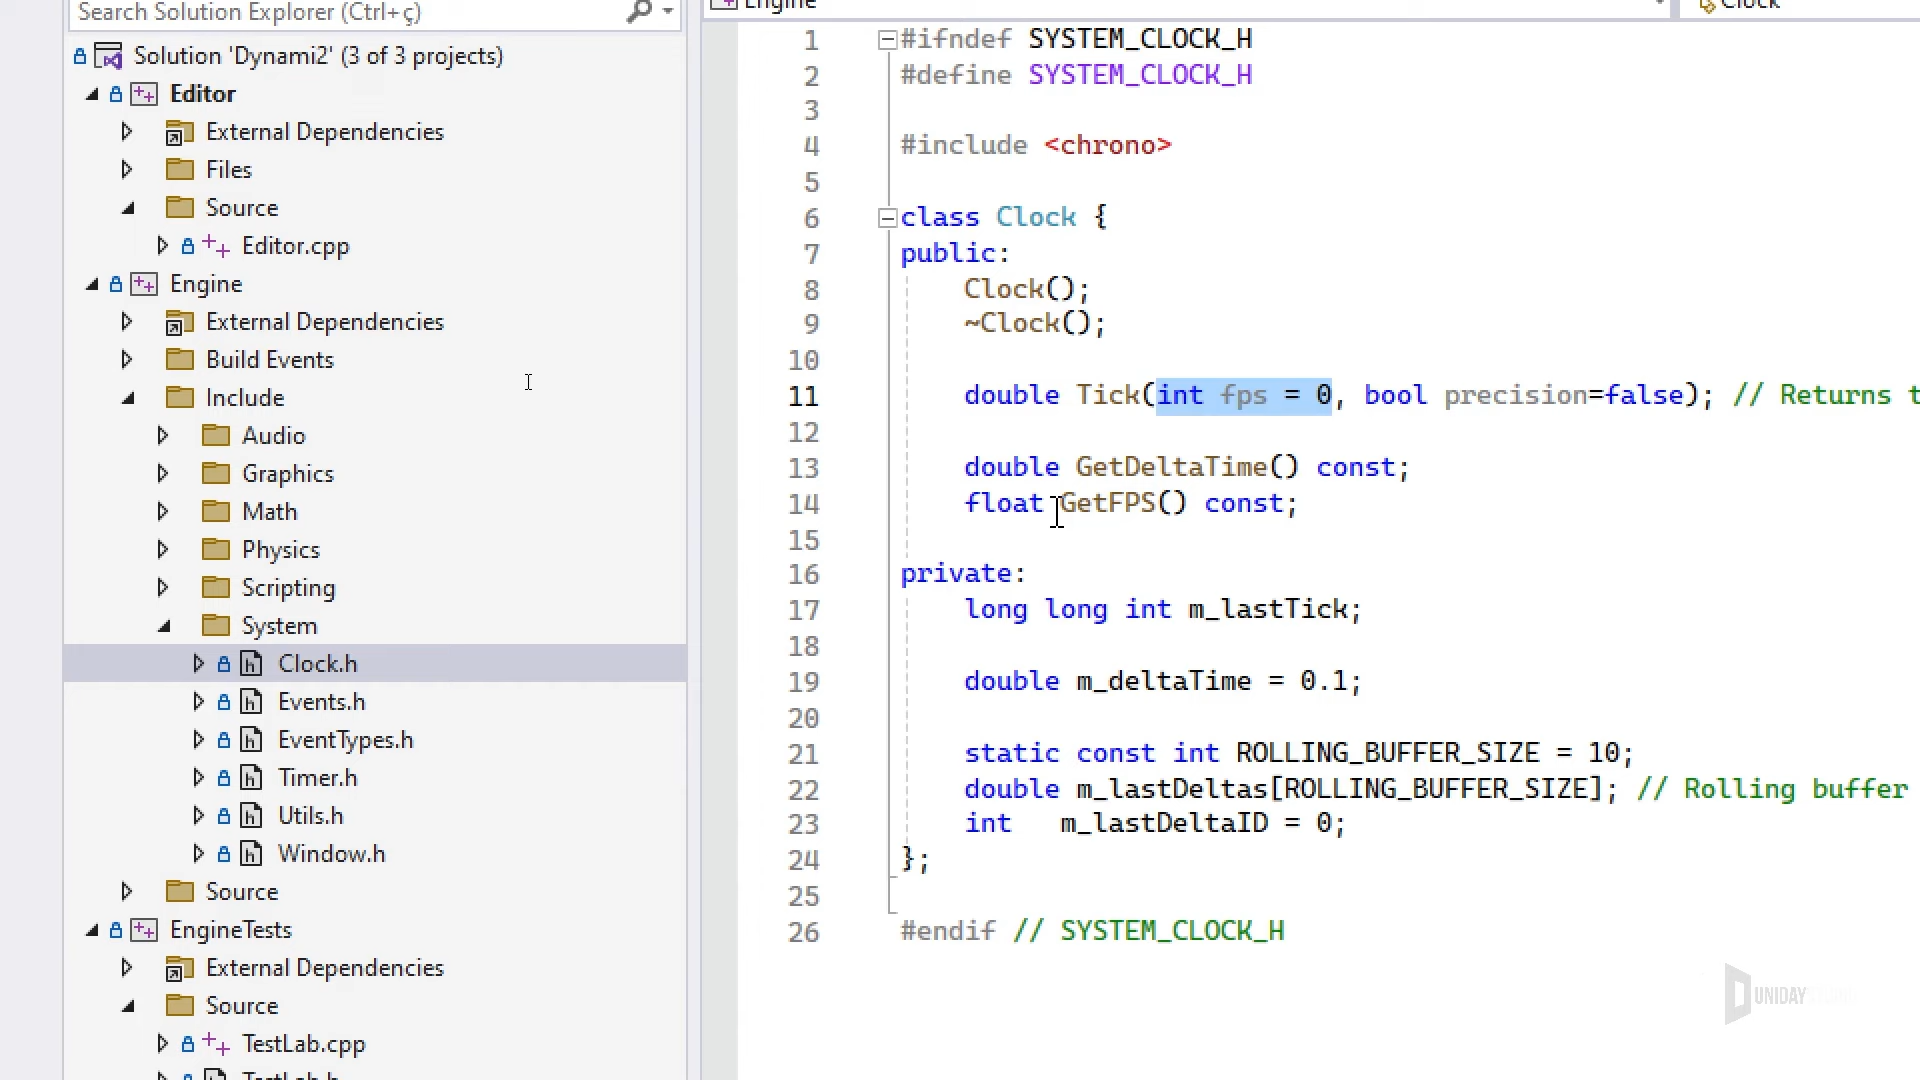 Search Solution Explorer (Ctrl+ç)
Solution 'Dynami2' (3 of 3 projects)
Editor
External Dependencies
Files
Source
Editor.cpp
Engine
External Dependencies
Build Events
Include
Audio
Graphics
Math
Physics
Scripting
System
Clock.h
Events.h
EventTypes.h
Timer.h
Utils.h
Window.h
Source
EngineTests
External Dependencies
Source
TestLab.cpp
TestLab.h
Engine
Clock
1 #ifndef SYSTEM_CLOCK_H
2 #define SYSTEM_CLOCK_H
3
4 #include <chrono>
5
6 class Clock {
7 public:
8 Clock();
9 ~Clock();
10
11 double Tick(int fps = 0, bool precision=false); // Returns t
12
13 double GetDeltaTime() const;
14 float GetFPS() const;
15
16 private:
17 long long int m_lastTick;
18
19 double m_deltaTime = 0.1;
20
21 static const int ROLLING_BUFFER_SIZE = 10;
22 double m_lastDeltas[ROLLING_BUFFER_SIZE]; // Rolling buffer
23 int m_lastDeltaID = 0;
24 };
25
26 #endif // SYSTEM_CLOCK_H
UNIDAY